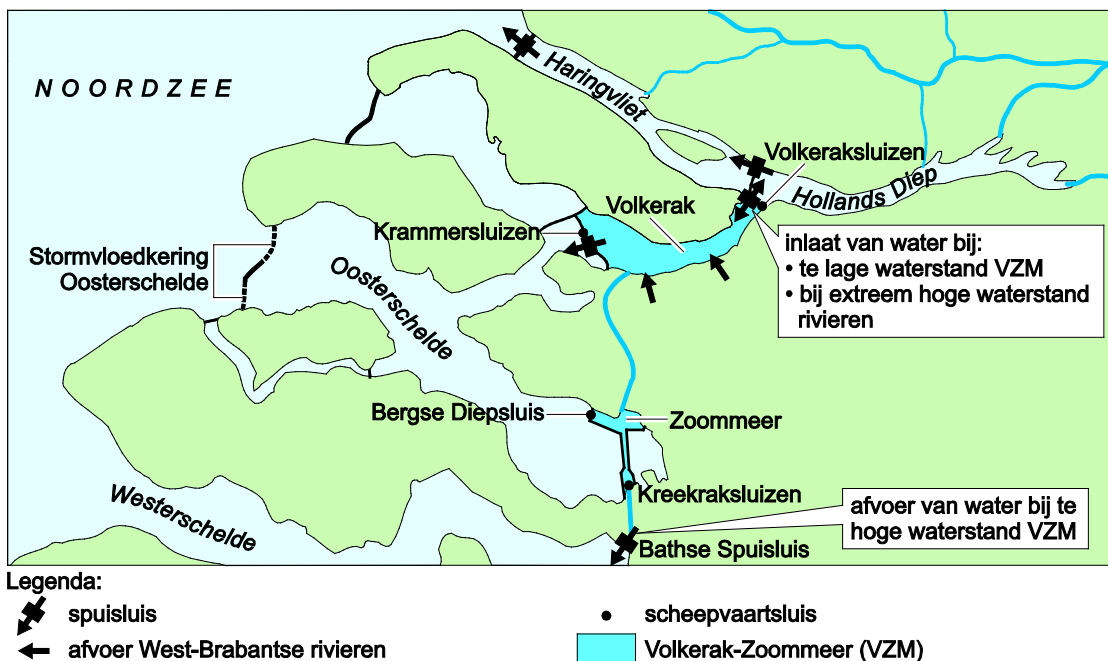 NOORDZEE
Haringvliet
Volkeraksluizen
Hollands Diep
Volkerak
Krammersluizen
Stormvloedkering
Oosterschelde
Oosterschelde
inlaat van water bij:
• te lage waterstand VZM
• bij extreem hoge waterstand
rivieren
Bergse Diepsluis
Zoommeer
Kreekraksluizen
Westerschelde
afvoer van water bij te
hoge waterstand VZM
Bathse Spuisluis
Legenda:
spuisluis
scheepvaartsluis
afvoer West-Brabantse rivieren
Volkerak-Zoommeer (VZM)